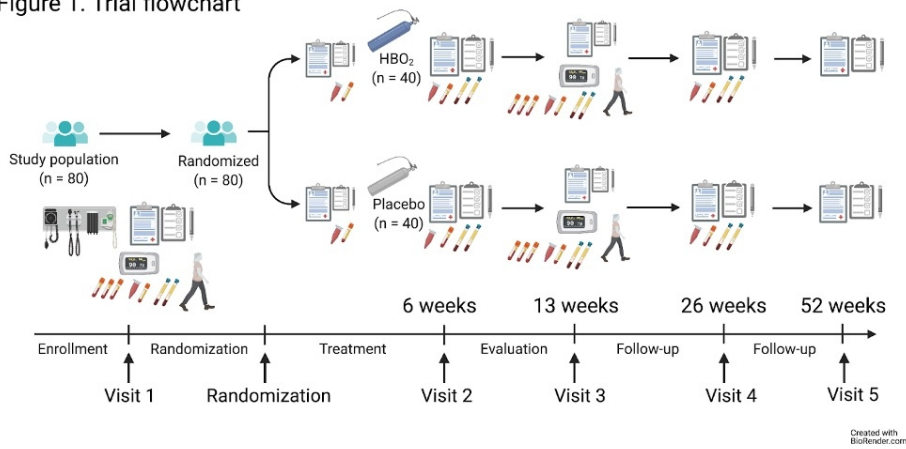 Figure 1. Trial flowchart
HBO₂
(n = 40)
Study population
(n = 80)
Randomized
(n = 80)
Placebo
(n = 40)
6 weeks
13 weeks
26 weeks
52 weeks
Enrollment
Randomization
Treatment
Evaluation
Follow-up
Follow-up
Visit 1
Randomization
Visit 2
Visit 3
Visit 4
Visit 5
Created with
BioRender.com